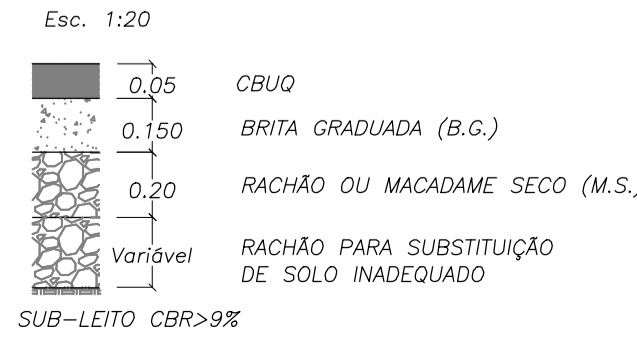 Esc. 1:20
0.05 CBUQ
0.150 BRITA GRADUADA (B.G.)
0.20 RACHÃO OU MACADAME SECO (M.S.)
Variável RACHÃO PARA SUBSTITUIÇÃO
DE SOLO INADEQUADO
SUB-LEITO CBR>9%